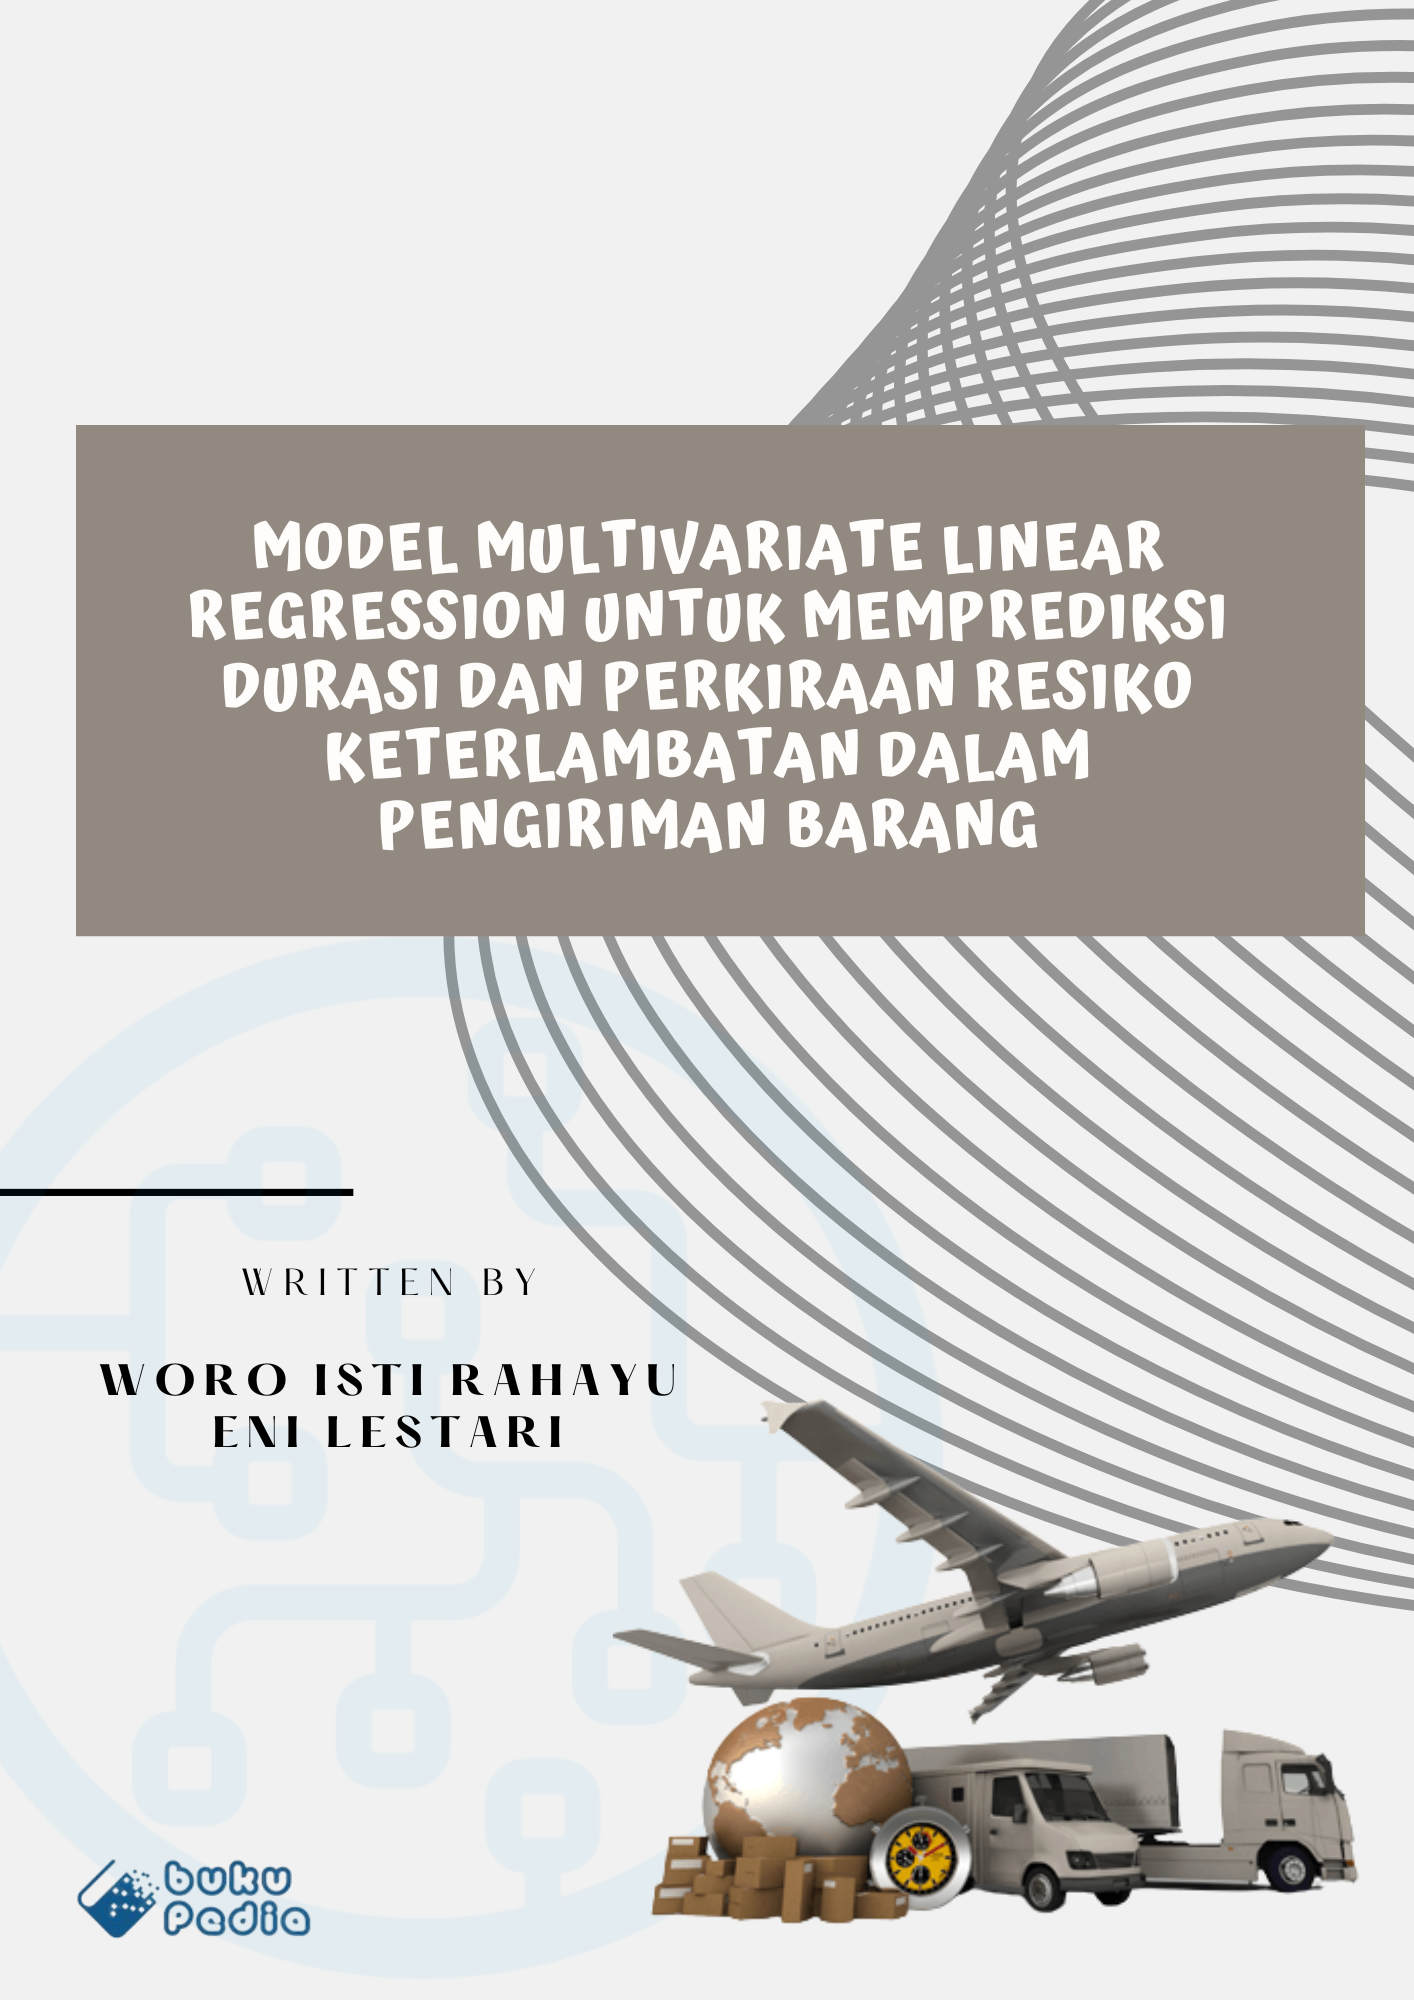 MODEL MULTIVARIATE LINEAR
REGRESSION UNTUK MEMPREDIKSI
DURASI DAN PERKIRAAN RESIKO
KETERLAMBATAN DALAM
PENGIRIMAN BARANG
WRITTEN BY
WORO ISTI RAHAYU
ENI LESTARI
buku
Pedia